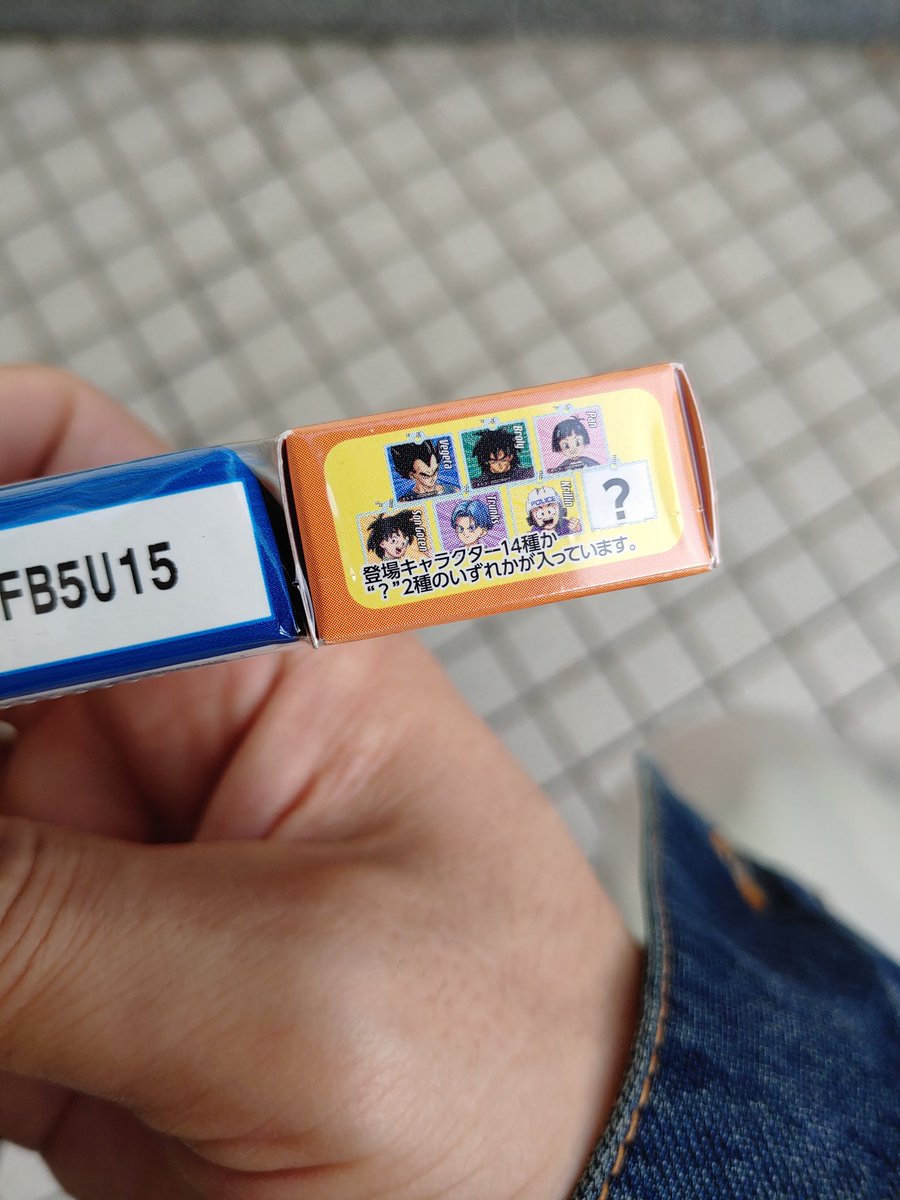 FB5U15
Vegeta
Broly
Pan
Son Goten
Trunks
Krillin
POLICE
?
登場キャラクター14種か
“?”2種のいずれかが入っています。